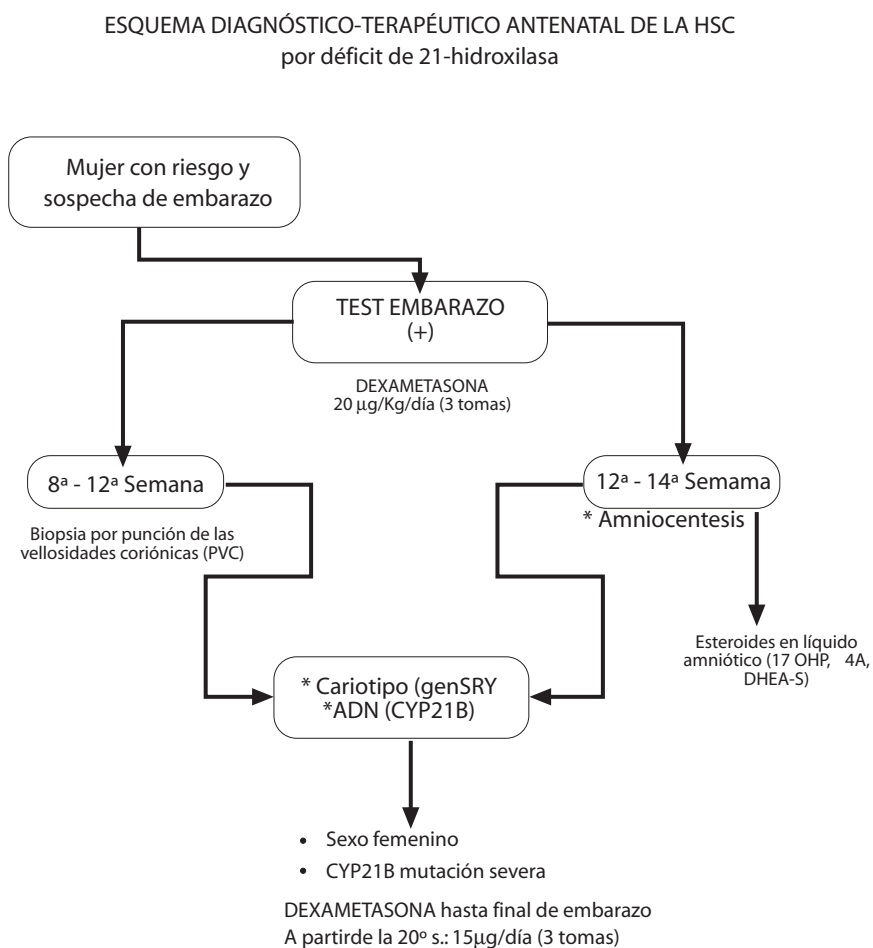 ESQUEMA DIAGNÓSTICO-TERAPÉUTICO ANTENATAL DE LA HSC
por déficit de 21-hidroxilasa
Mujer con riesgo y
sospecha de embarazo
TEST EMBARAZO
(+)
DEXAMETASONA
20 µg/Kg/día (3 tomas)
8ª - 12ª Semana
Biopsia por punción de las
vellosidades coriónicas (PVC)
12ª - 14ª Semama
* Amniocentesis
Esteroides en líquido
amniótico (17 OHP, 4A,
DHEA-S)
* Cariotipo (genSRY
*ADN (CYP21B)
• Sexo femenino
• CYP21B mutación severa
DEXAMETASONA hasta final de embarazo
A partirde la 20º s.: 15µg/día (3 tomas)